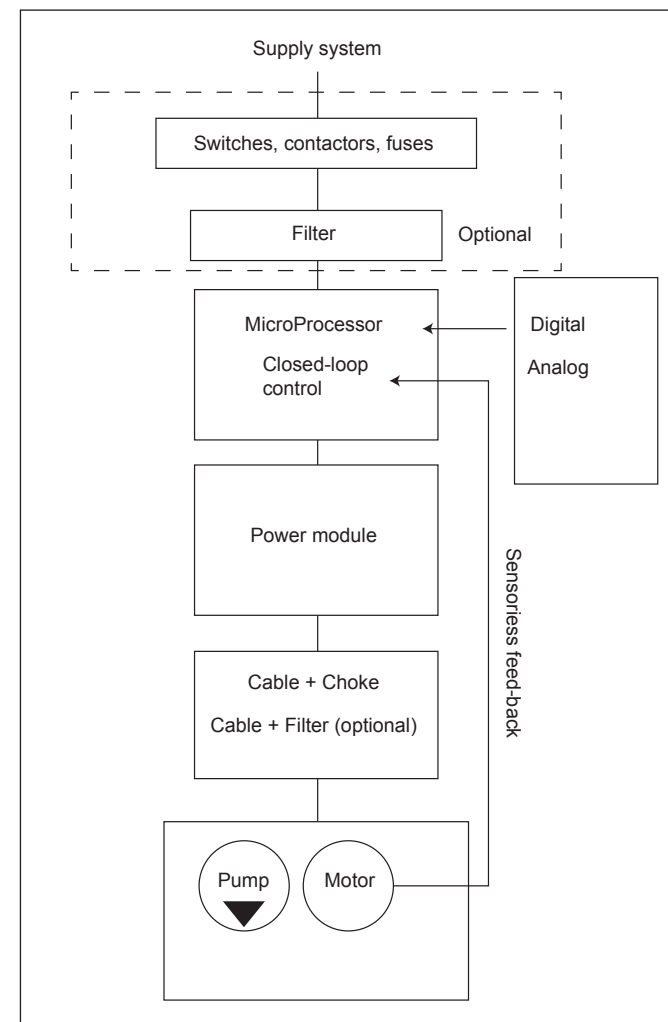 Supply system
Switches, contactors, fuses
Filter
Optional
MicroProcessor
Closed-loop
control
Digital
Analog
Power module
Sensoriess feed-back
Cable + Choke
Cable + Filter (optional)
Pump
Motor